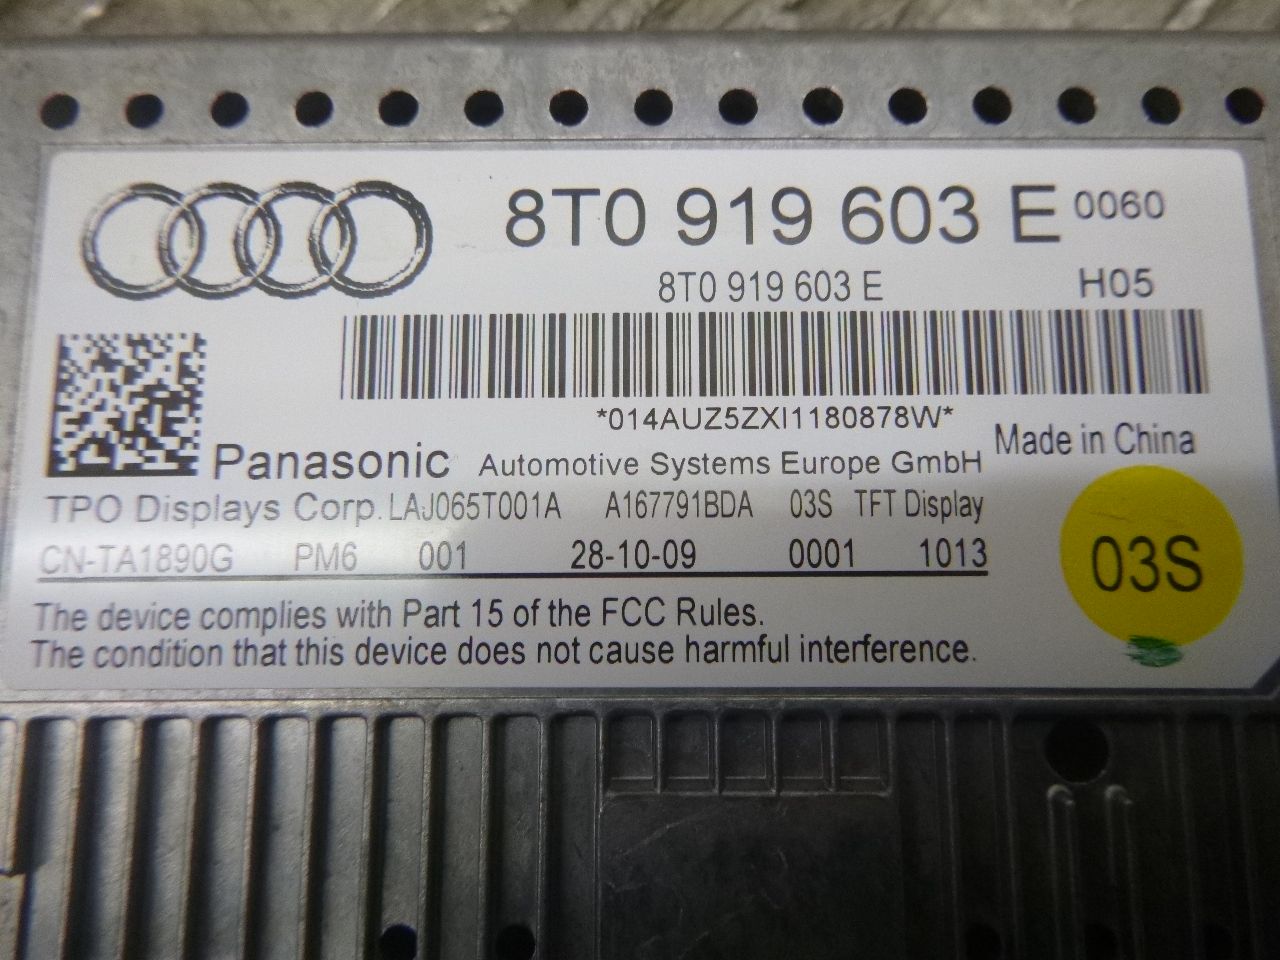 8T0 919 603 E 0060
8T0 919 603 E H05
*014AUZ5ZXI1180878W*
Panasonic Automotive Systems Europe GmbH Made in China
TPO Displays Corp. LAJ065T001A A167791BDA 03S TFT Display
CN-TA1890G PM6 001 28-10-09 0001 1013
03S
The device complies with Part 15 of the FCC Rules.
The condition that this device does not cause harmful interference.